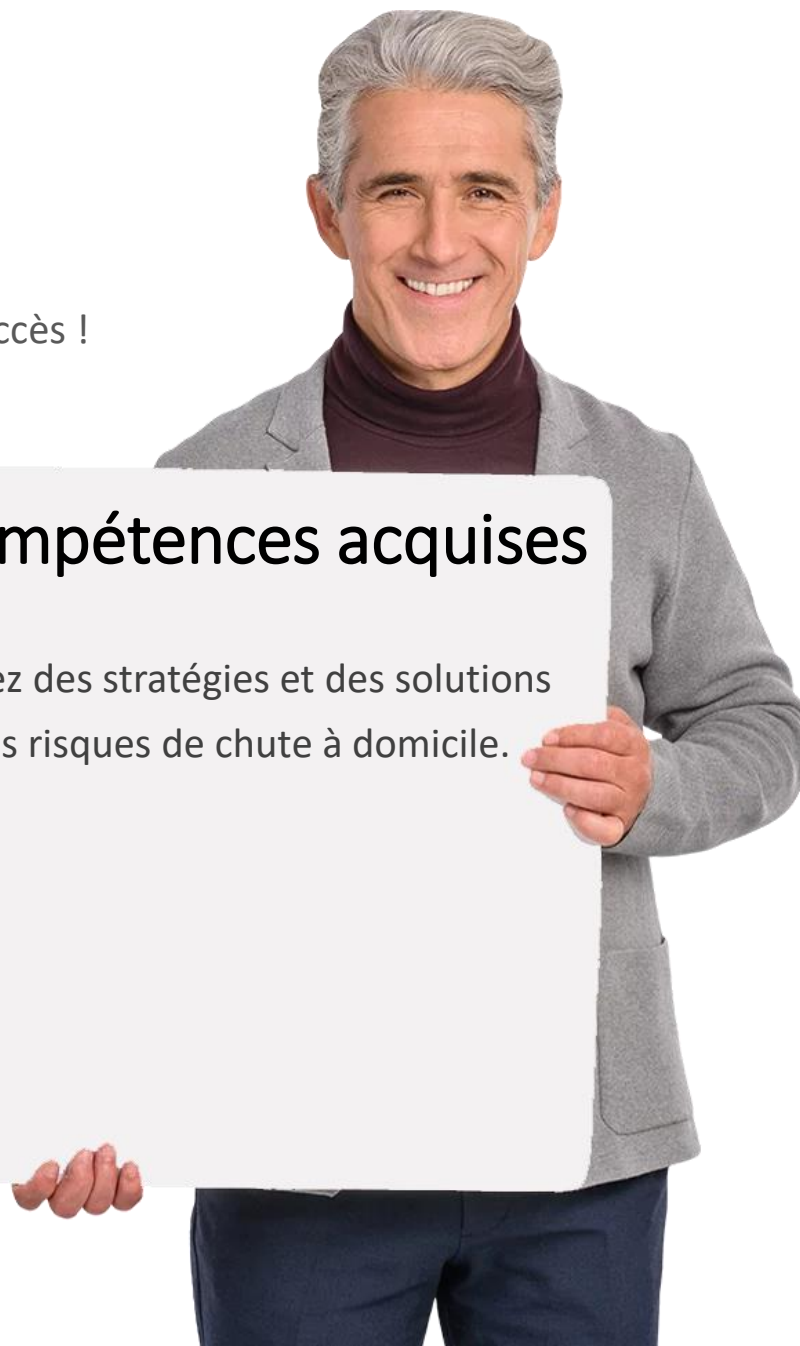 ccès !
mpétences acquises
ez des stratégies et des solutions
s risques de chute à domicile.